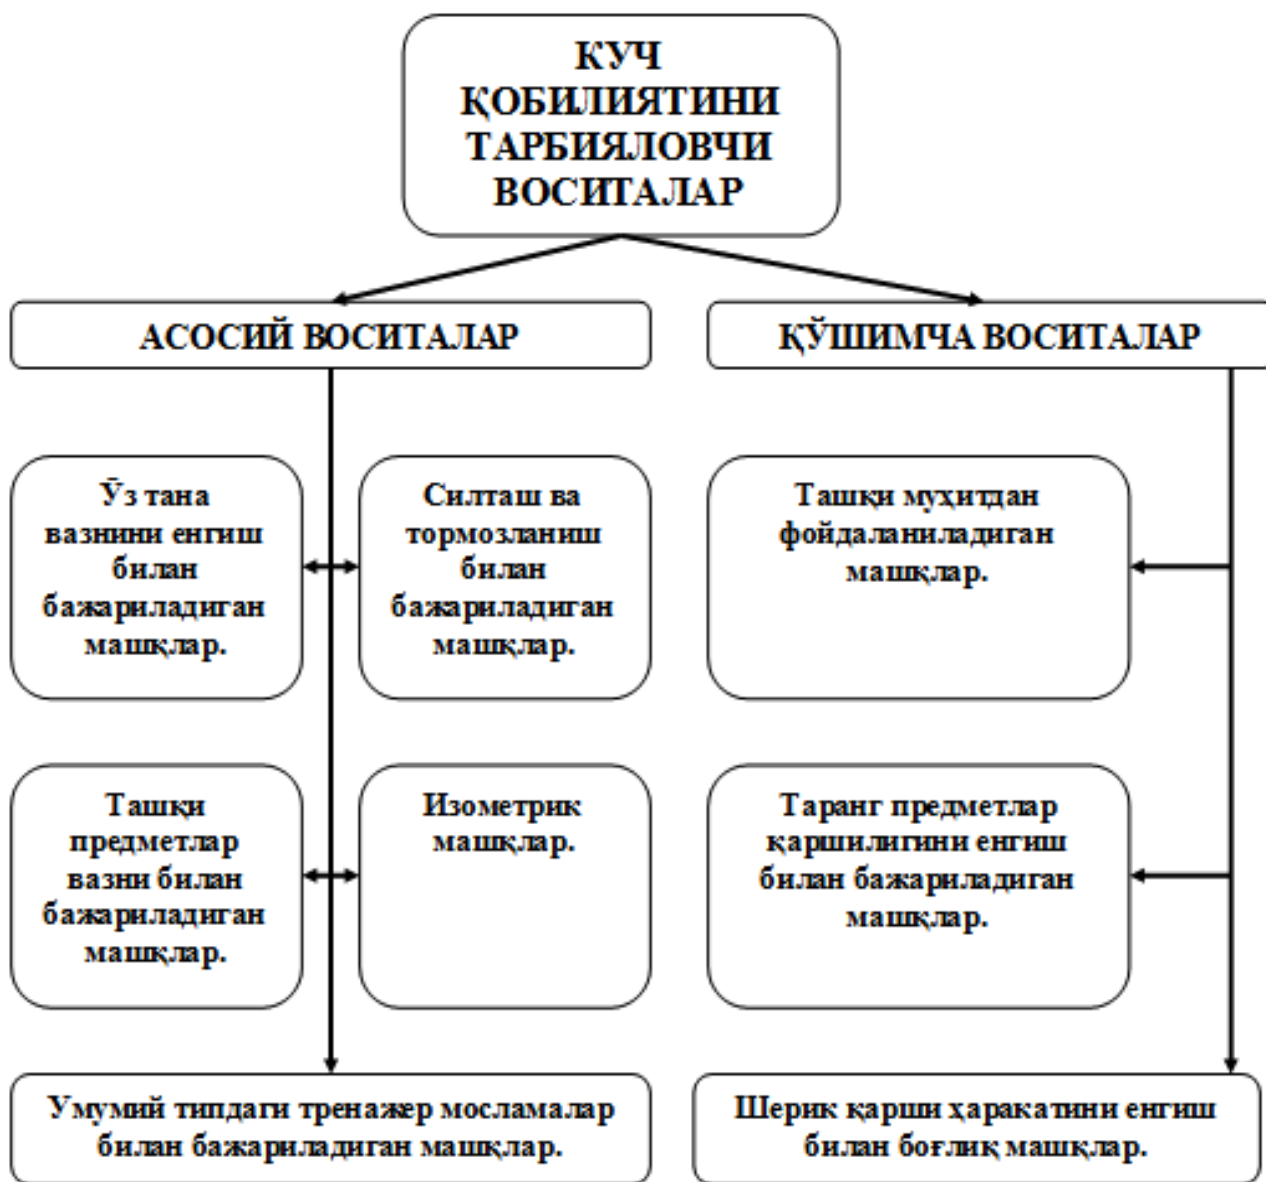 КУЧ
ҚОБИЛИЯТИНИ
ТАРБИЯЛОВЧИ
ВОСИТАЛАР
АСОСИЙ ВОСИТАЛАР
ҚЎШИМЧА ВОСИТАЛАР
Ўз тана
вазнини енгиш
билан
бажариладиган
машқлар.
Силташ ва
тормозланиш
билан
бажариладиган
машқлар.
Ташқи муҳитдан
фойдаланиладиган
машқлар.
Ташқи
предметлар
вазни билан
бажариладиган
машқлар.
Изометрик
машқлар.
Таранг предметлар
қаршилигини енгиш
билан бажариладиган
машқлар.
Умумий типдаги тренажер мосламалар
билан бажариладиган машқлар.
Шерик қарши ҳаракатини енгиш
билан боғлиқ машқлар.